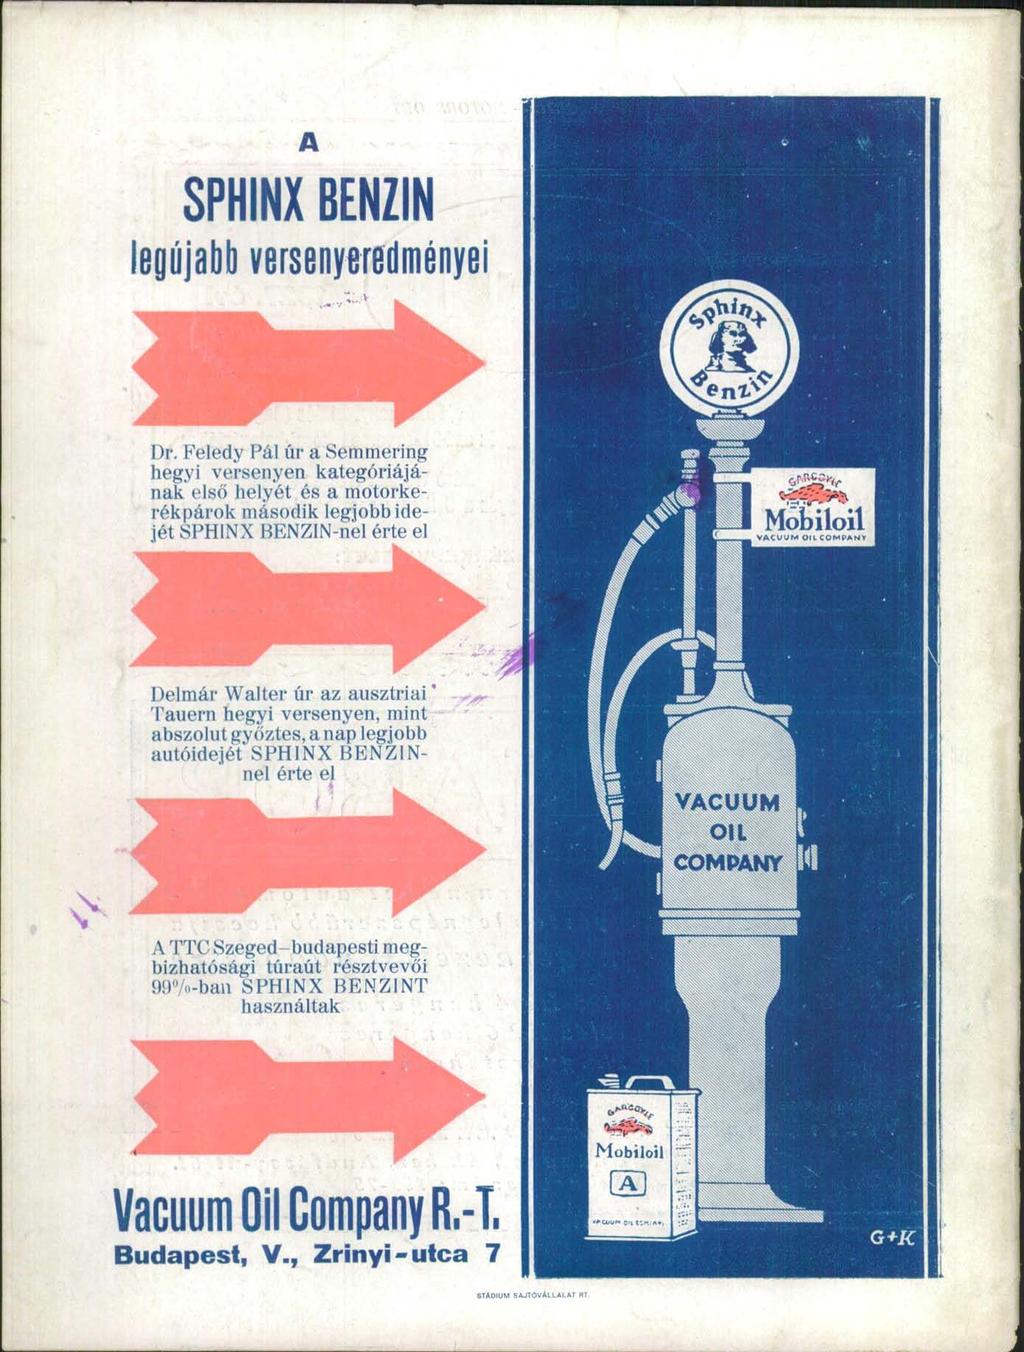 A
SPHINX BENZIN
legújabb versenyeredményei
Dr. Feledy Pál úr a Semmering
hegyi versenyen kategóriájá-
nak első helyét és a motorke-
rékpárok második legjobb ide-
jét SPHINX BENZIN-nel érte el
Delmár Walter úr az ausztriai
Tauern hegyi versenyen, mint
abszolut győztes, a nap legjobb
autóidejét SPHINX BENZIN-
nel érte el
A TTC Szeged–budapesti meg-
bizhatósági túraút résztvevői
99%-ban SPHINX BENZINT
használtak
Vacuum Oil Company R.-T.
Budapest, V., Zrinyi-utca 7
Sphinx
Benzin
GARGOYLE
Mobiloil
VACUUM OIL COMPANY
VACUUM
OIL
COMPANY
GARGOYLE
Mobiloil
A
VACUUM OIL COMPANY
G+K
STÁDIUM SAJTÓVÁLLALAT RT.